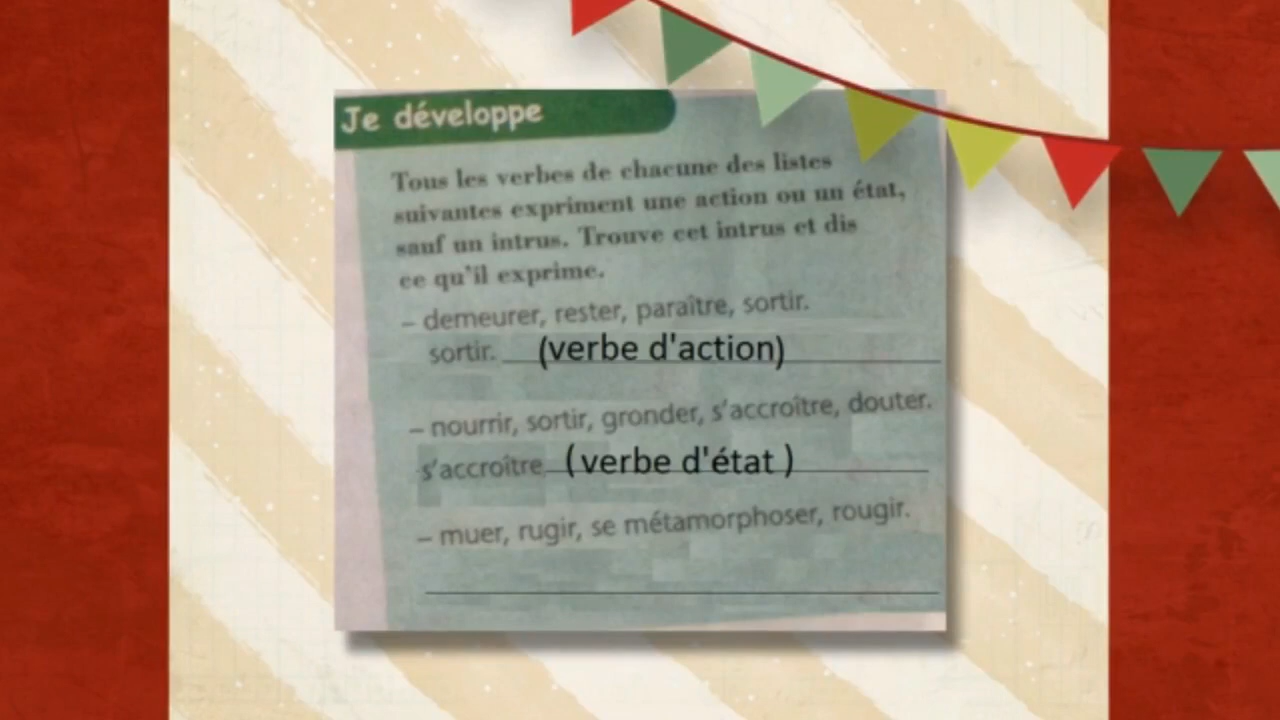 Je développe
Tous les verbes de chacune des listes
suivantes expriment une action ou un état,
sauf un intrus. Trouve cet intrus et dis
ce qu'il exprime.
– demeurer, rester, paraître, sortir.
sortir. (verbe d'action)
– nourrir, sortir, gronder, s'accroître, douter.
s'accroître (verbe d'état )
– muer, rugir, se métamorphoser, rougir.